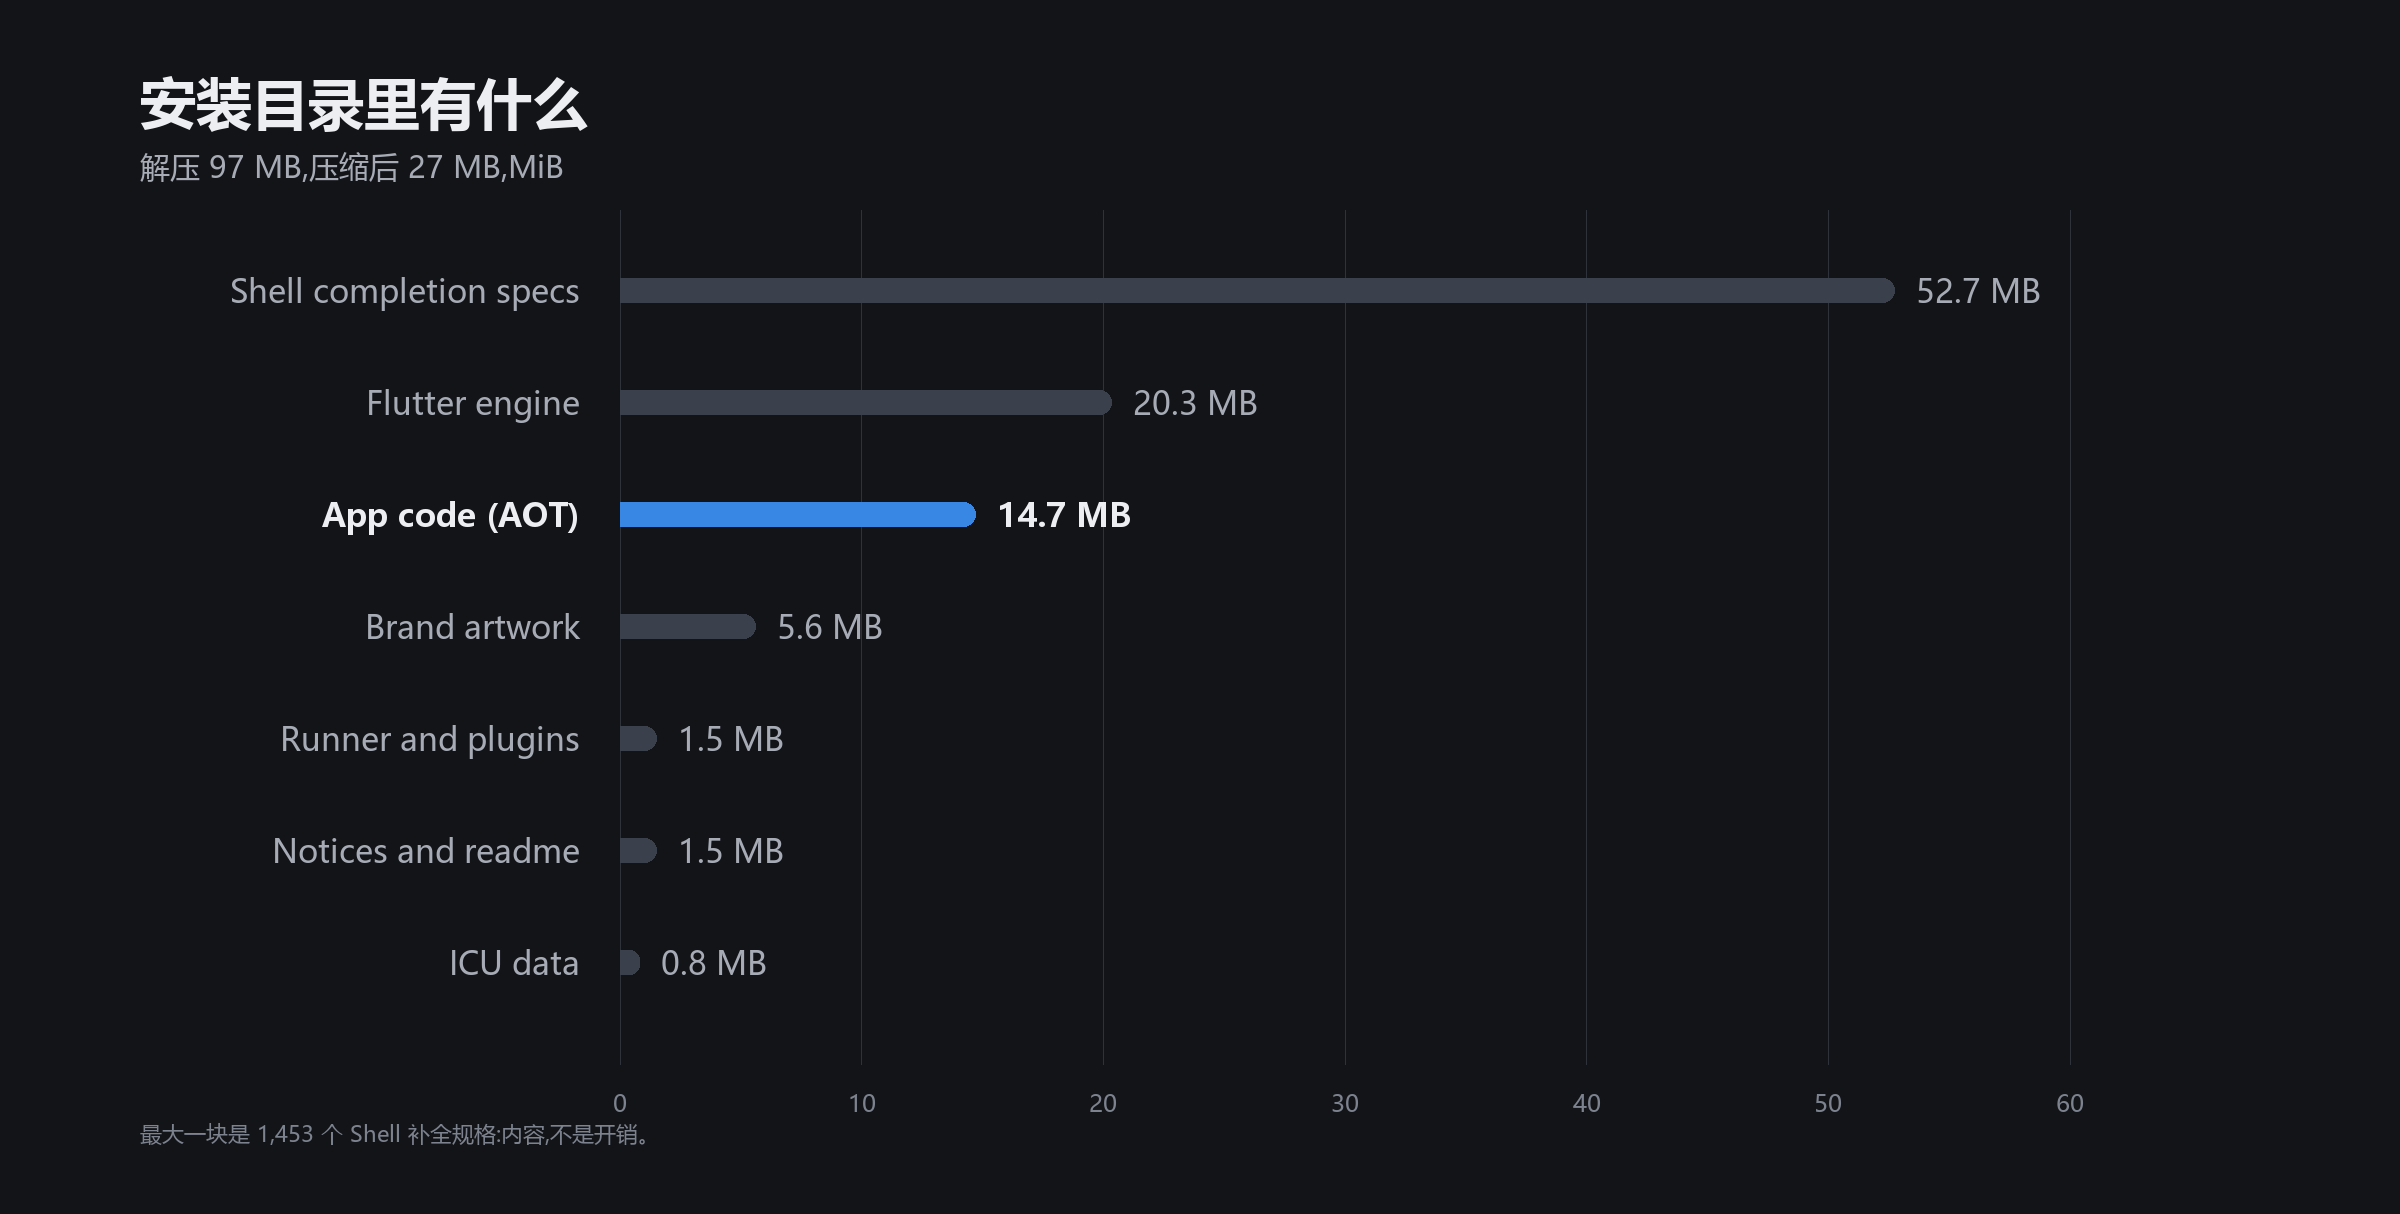 安装目录里有什么
解压 97 MB,压缩后 27 MB,MiB
Shell completion specs 52.7 MB
Flutter engine 20.3 MB
App code (AOT) 14.7 MB
Brand artwork 5.6 MB
Runner and plugins 1.5 MB
Notices and readme 1.5 MB
ICU data 0.8 MB
0 10 20 30 40 50 60
最大一块是 1,453 个 Shell 补全规格:内容,不是开销。